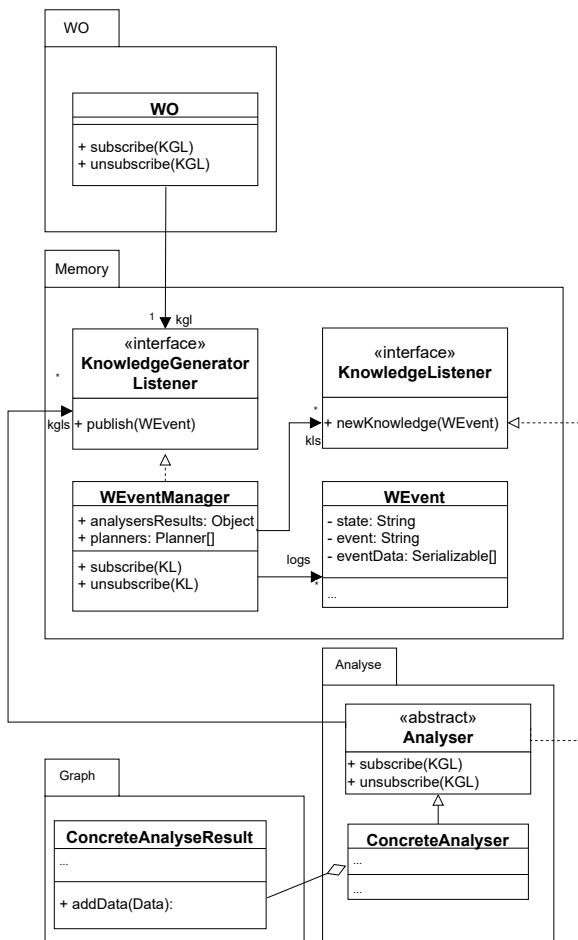 WO
WO
+ subscribe(KGL)
+ unsubscribe(KGL)
Memory
1
kgl
«interface»
KnowledgeGenerator
Listener
*
kgls
+ publish(WEvent)
«interface»
KnowledgeListener
*
+ newKnowledge(WEvent)
kls
WEventManager
+ analysersResults: Object
+ planners: Planner[]
+ subscribe(KL)
+ unsubscribe(KL)
logs
*
WEvent
- state: String
- event: String
- eventData: Serializable[]
...
Analyse
«abstract»
Analyser
+ subscribe(KGL)
+ unsubscribe(KGL)
Graph
ConcreteAnalyseResult
...
+ addData(Data):
ConcreteAnalyser
...
...